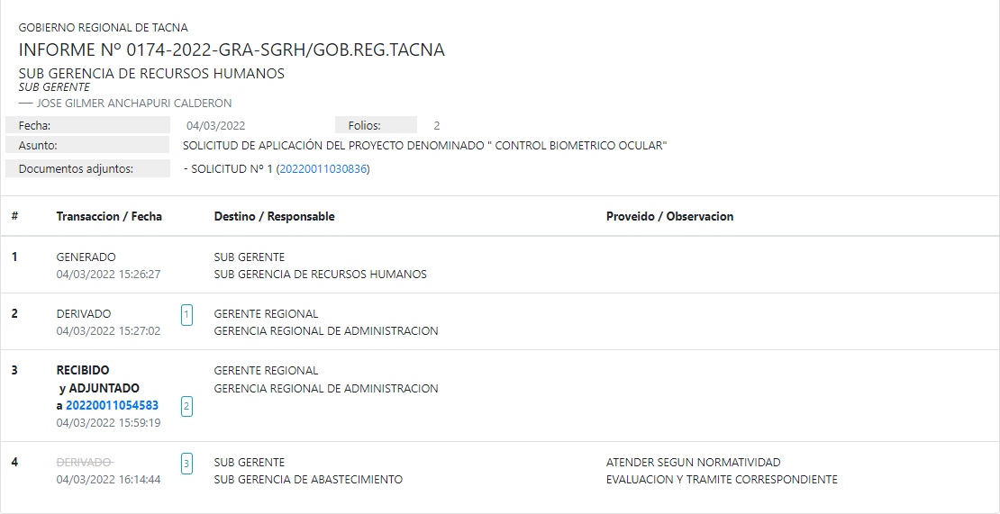 GOBIERNO REGIONAL DE TACNA
INFORME Nº 0174-2022-GRA-SGRH/GOB.REG.TACNA
SUB GERENCIA DE RECURSOS HUMANOS
SUB GERENTE
— JOSE GILMER ANCHAPURI CALDERON
Fecha: 04/03/2022 Folios: 2
Asunto: SOLICITUD DE APLICACIÓN DEL PROYECTO DENOMINADO " CONTROL BIOMETRICO OCULAR"
Documentos adjuntos: - SOLICITUD Nº 1 (20220011030836)
# Transaccion / Fecha Destino / Responsable Proveido / Observacion
1 GENERADO SUB GERENTE
04/03/2022 15:26:27 SUB GERENCIA DE RECURSOS HUMANOS
2 DERIVADO 1 GERENTE REGIONAL
04/03/2022 15:27:02 GERENCIA REGIONAL DE ADMINISTRACION
3 RECIBIDO GERENTE REGIONAL
y ADJUNTADO GERENCIA REGIONAL DE ADMINISTRACION
a 20220011054583 2
04/03/2022 15:59:19
4 DERIVADO 3 SUB GERENTE ATENDER SEGUN NORMATIVIDAD
04/03/2022 16:14:44 SUB GERENCIA DE ABASTECIMIENTO EVALUACION Y TRAMITE CORRESPONDIENTE